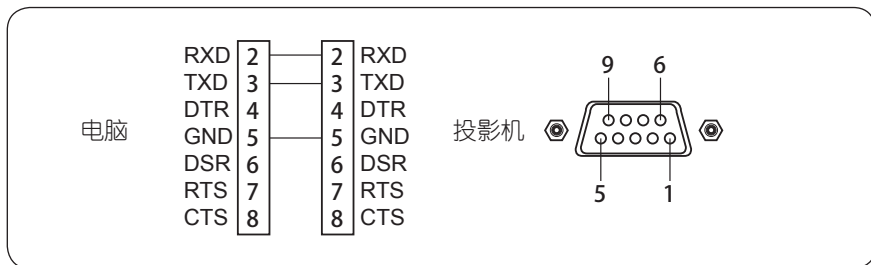 RXD 2 2 RXD
TXD 3 3 TXD
DTR 4 4 DTR
电脑 GND 5 5 GND 投影机
DSR 6 6 DSR
RTS 7 7 RTS
CTS 8 8 CTS
9 6
5 1